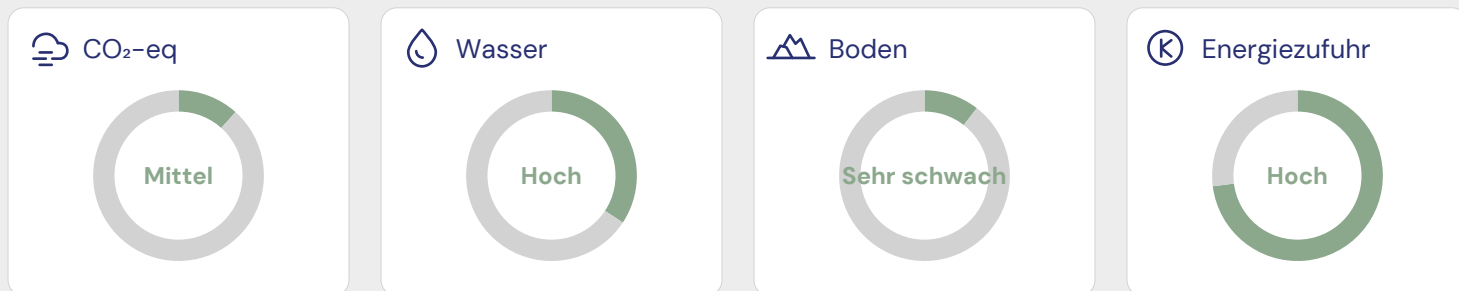 CO₂-eq
Mittel
Wasser
Hoch
Boden
Sehr schwach
Energiezufuhr
Hoch